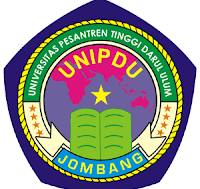 UNIVERSITAS PESANTREN TINGGI DARUL ULUM
UNIPDU
JOMBANG